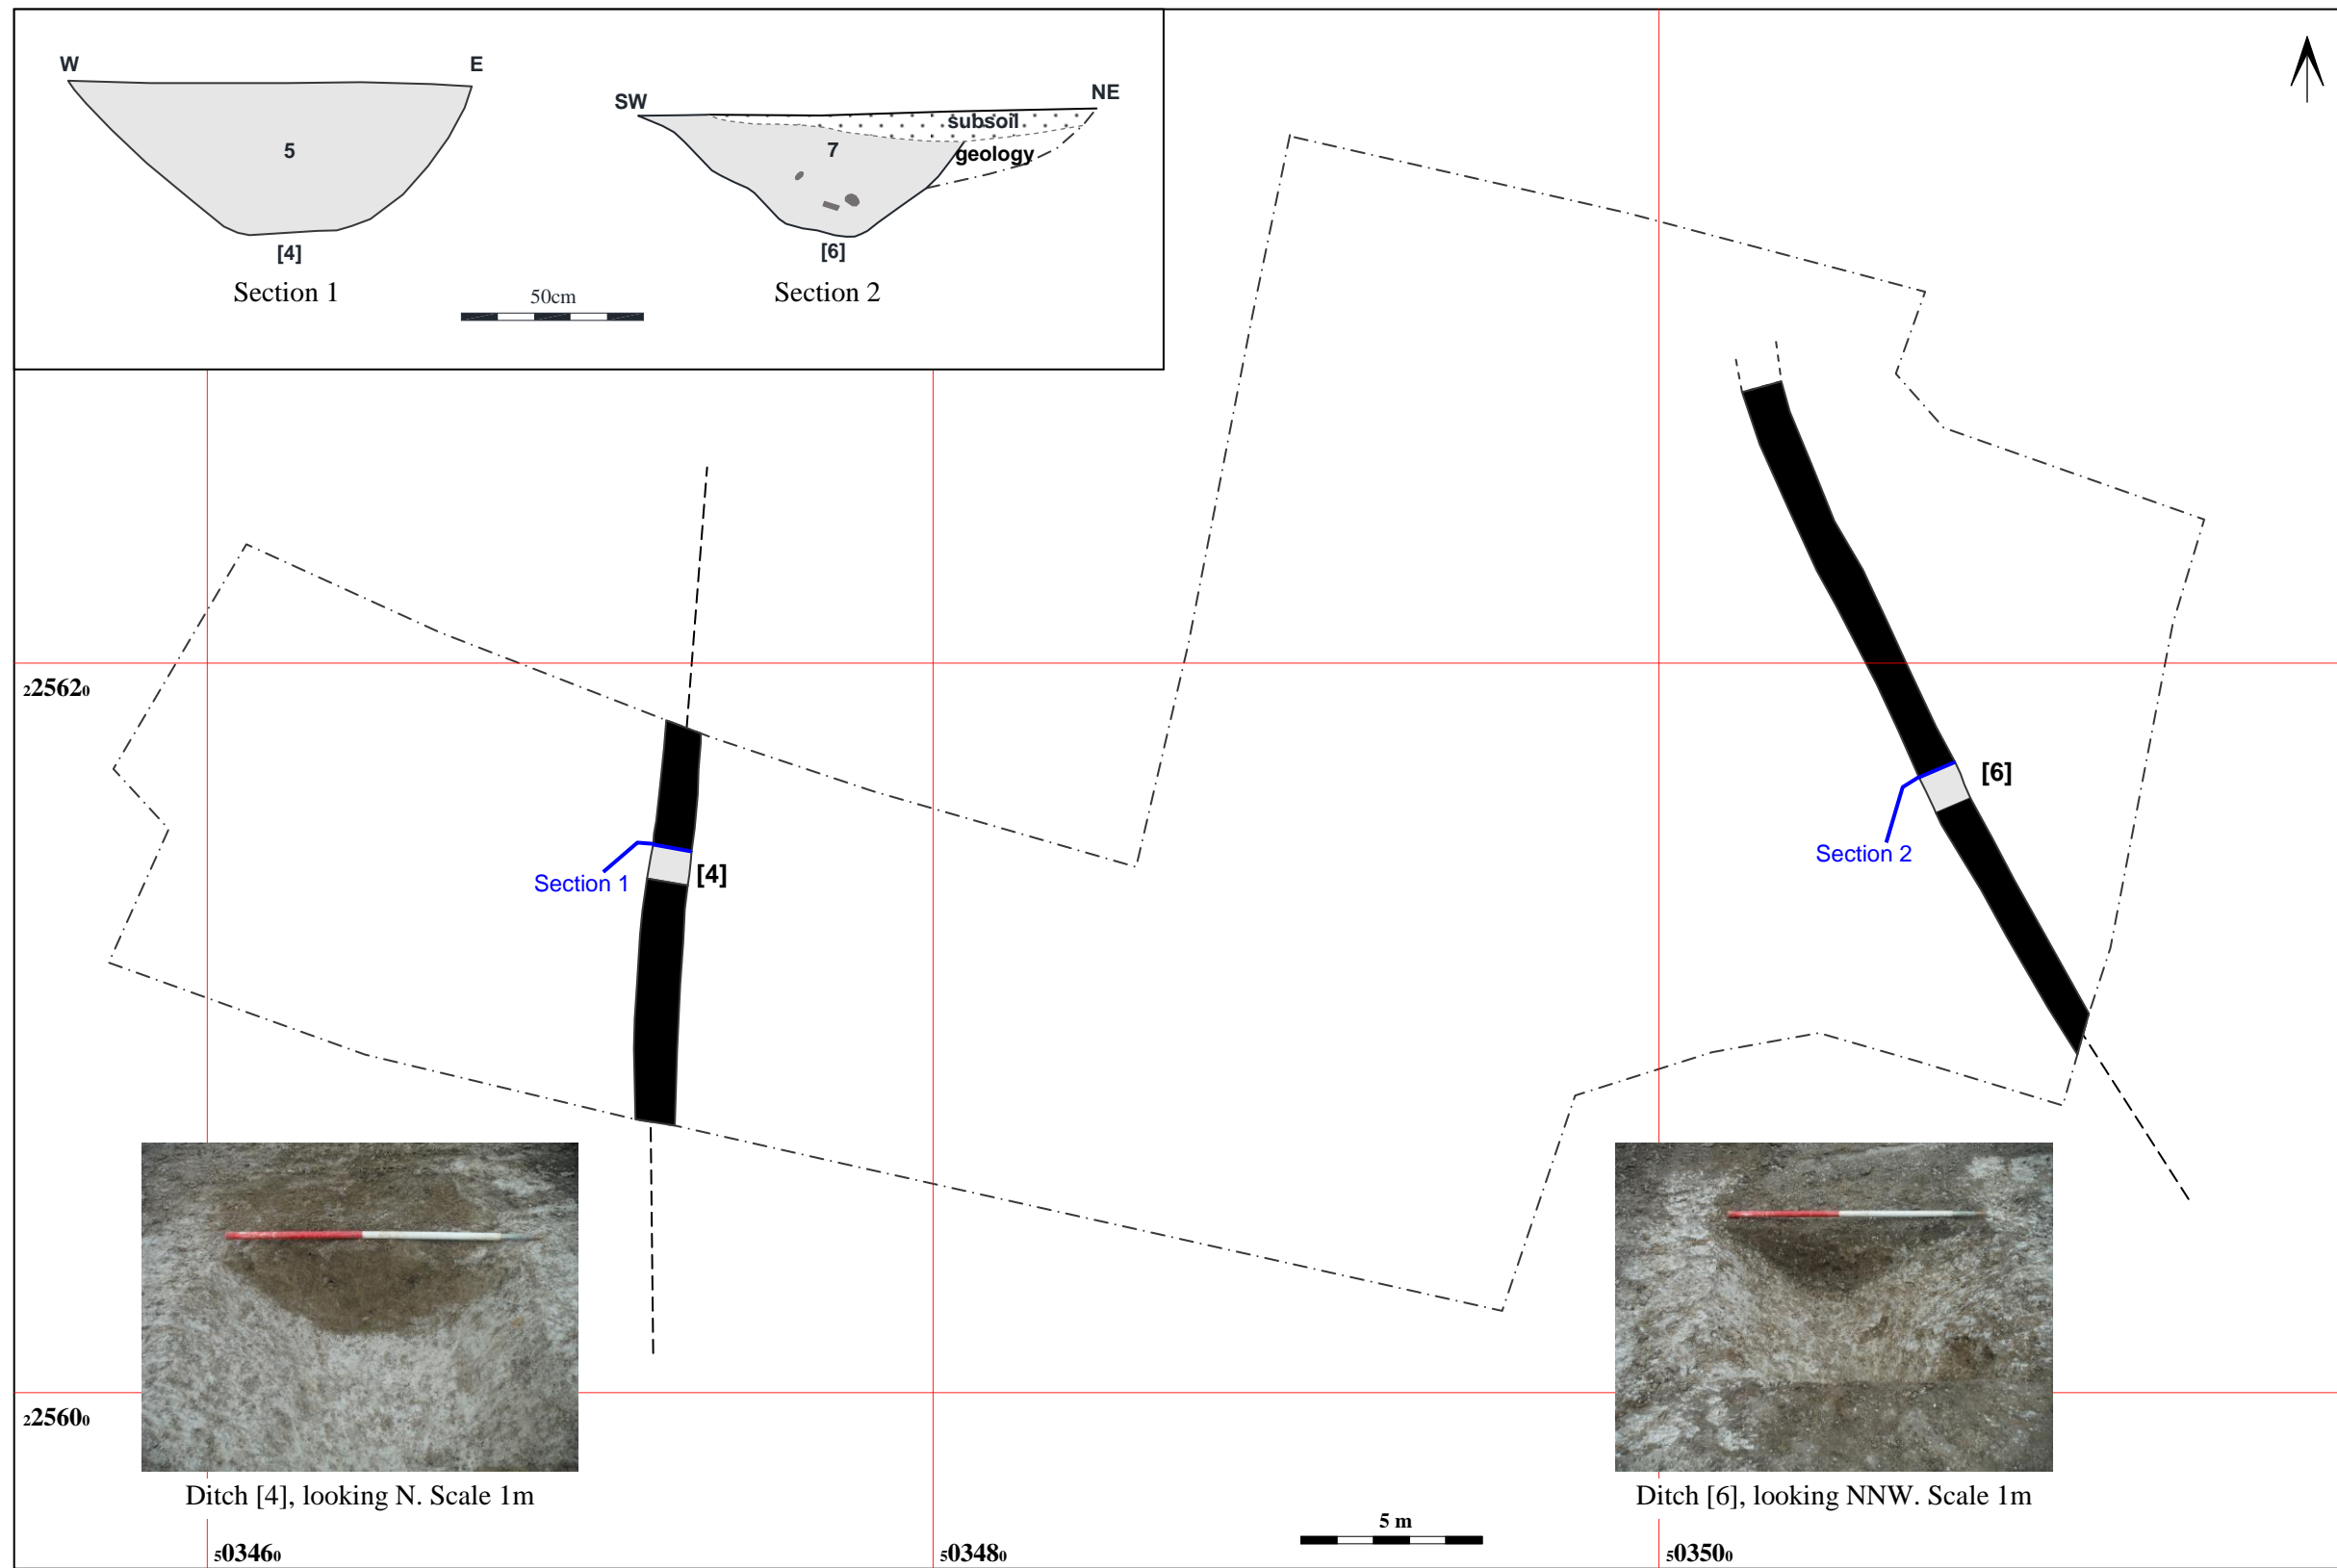 W
E
SW
NE
subsoil
5
7
geology
[4]
[6]
Section 1
50cm
Section 2
22562₀
[6]
Section 2
Section 1
[4]
22560₀
Ditch [4], looking N. Scale 1m
Ditch [6], looking NNW. Scale 1m
5 m
50346₀
50348₀
50350₀